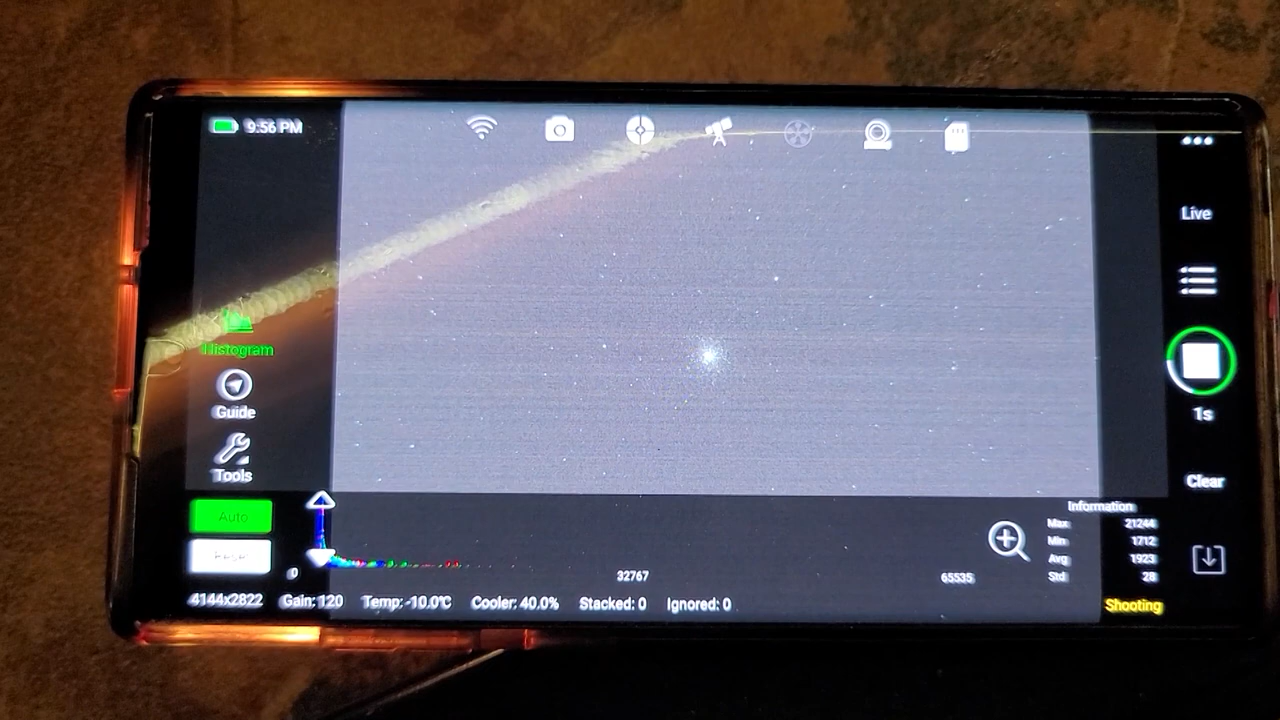 9:56 PM
Live
Histogram
Guide
1s
Tools
Clear
Auto
Reset
Information
Max 21244
Min 1712
Avg 1923
Std 28
0
32767
65535
4144x2822 Gain: 120 Temp: -10.0℃ Cooler: 40.0% Stacked: 0 Ignored: 0
Shooting